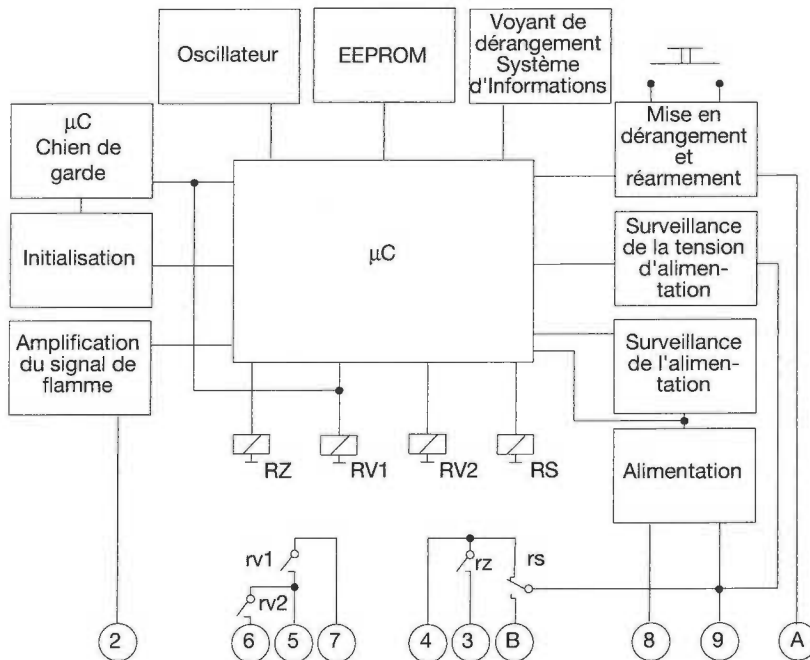 Oscillateur
EEPROM
Voyant de
dérangement
Système
d'Informations
µC
Chien de
garde
Mise en
dérangement
et
réarmement
Initialisation
µC
Surveillance
de la tension
d'alimen-
tation
Amplification
du signal de
flamme
Surveillance
de l'alimen-
tation
RZ
RV1
RV2
RS
Alimentation
rv1
rz
rs
rv2
2
6
5
7
4
3
B
8
9
A